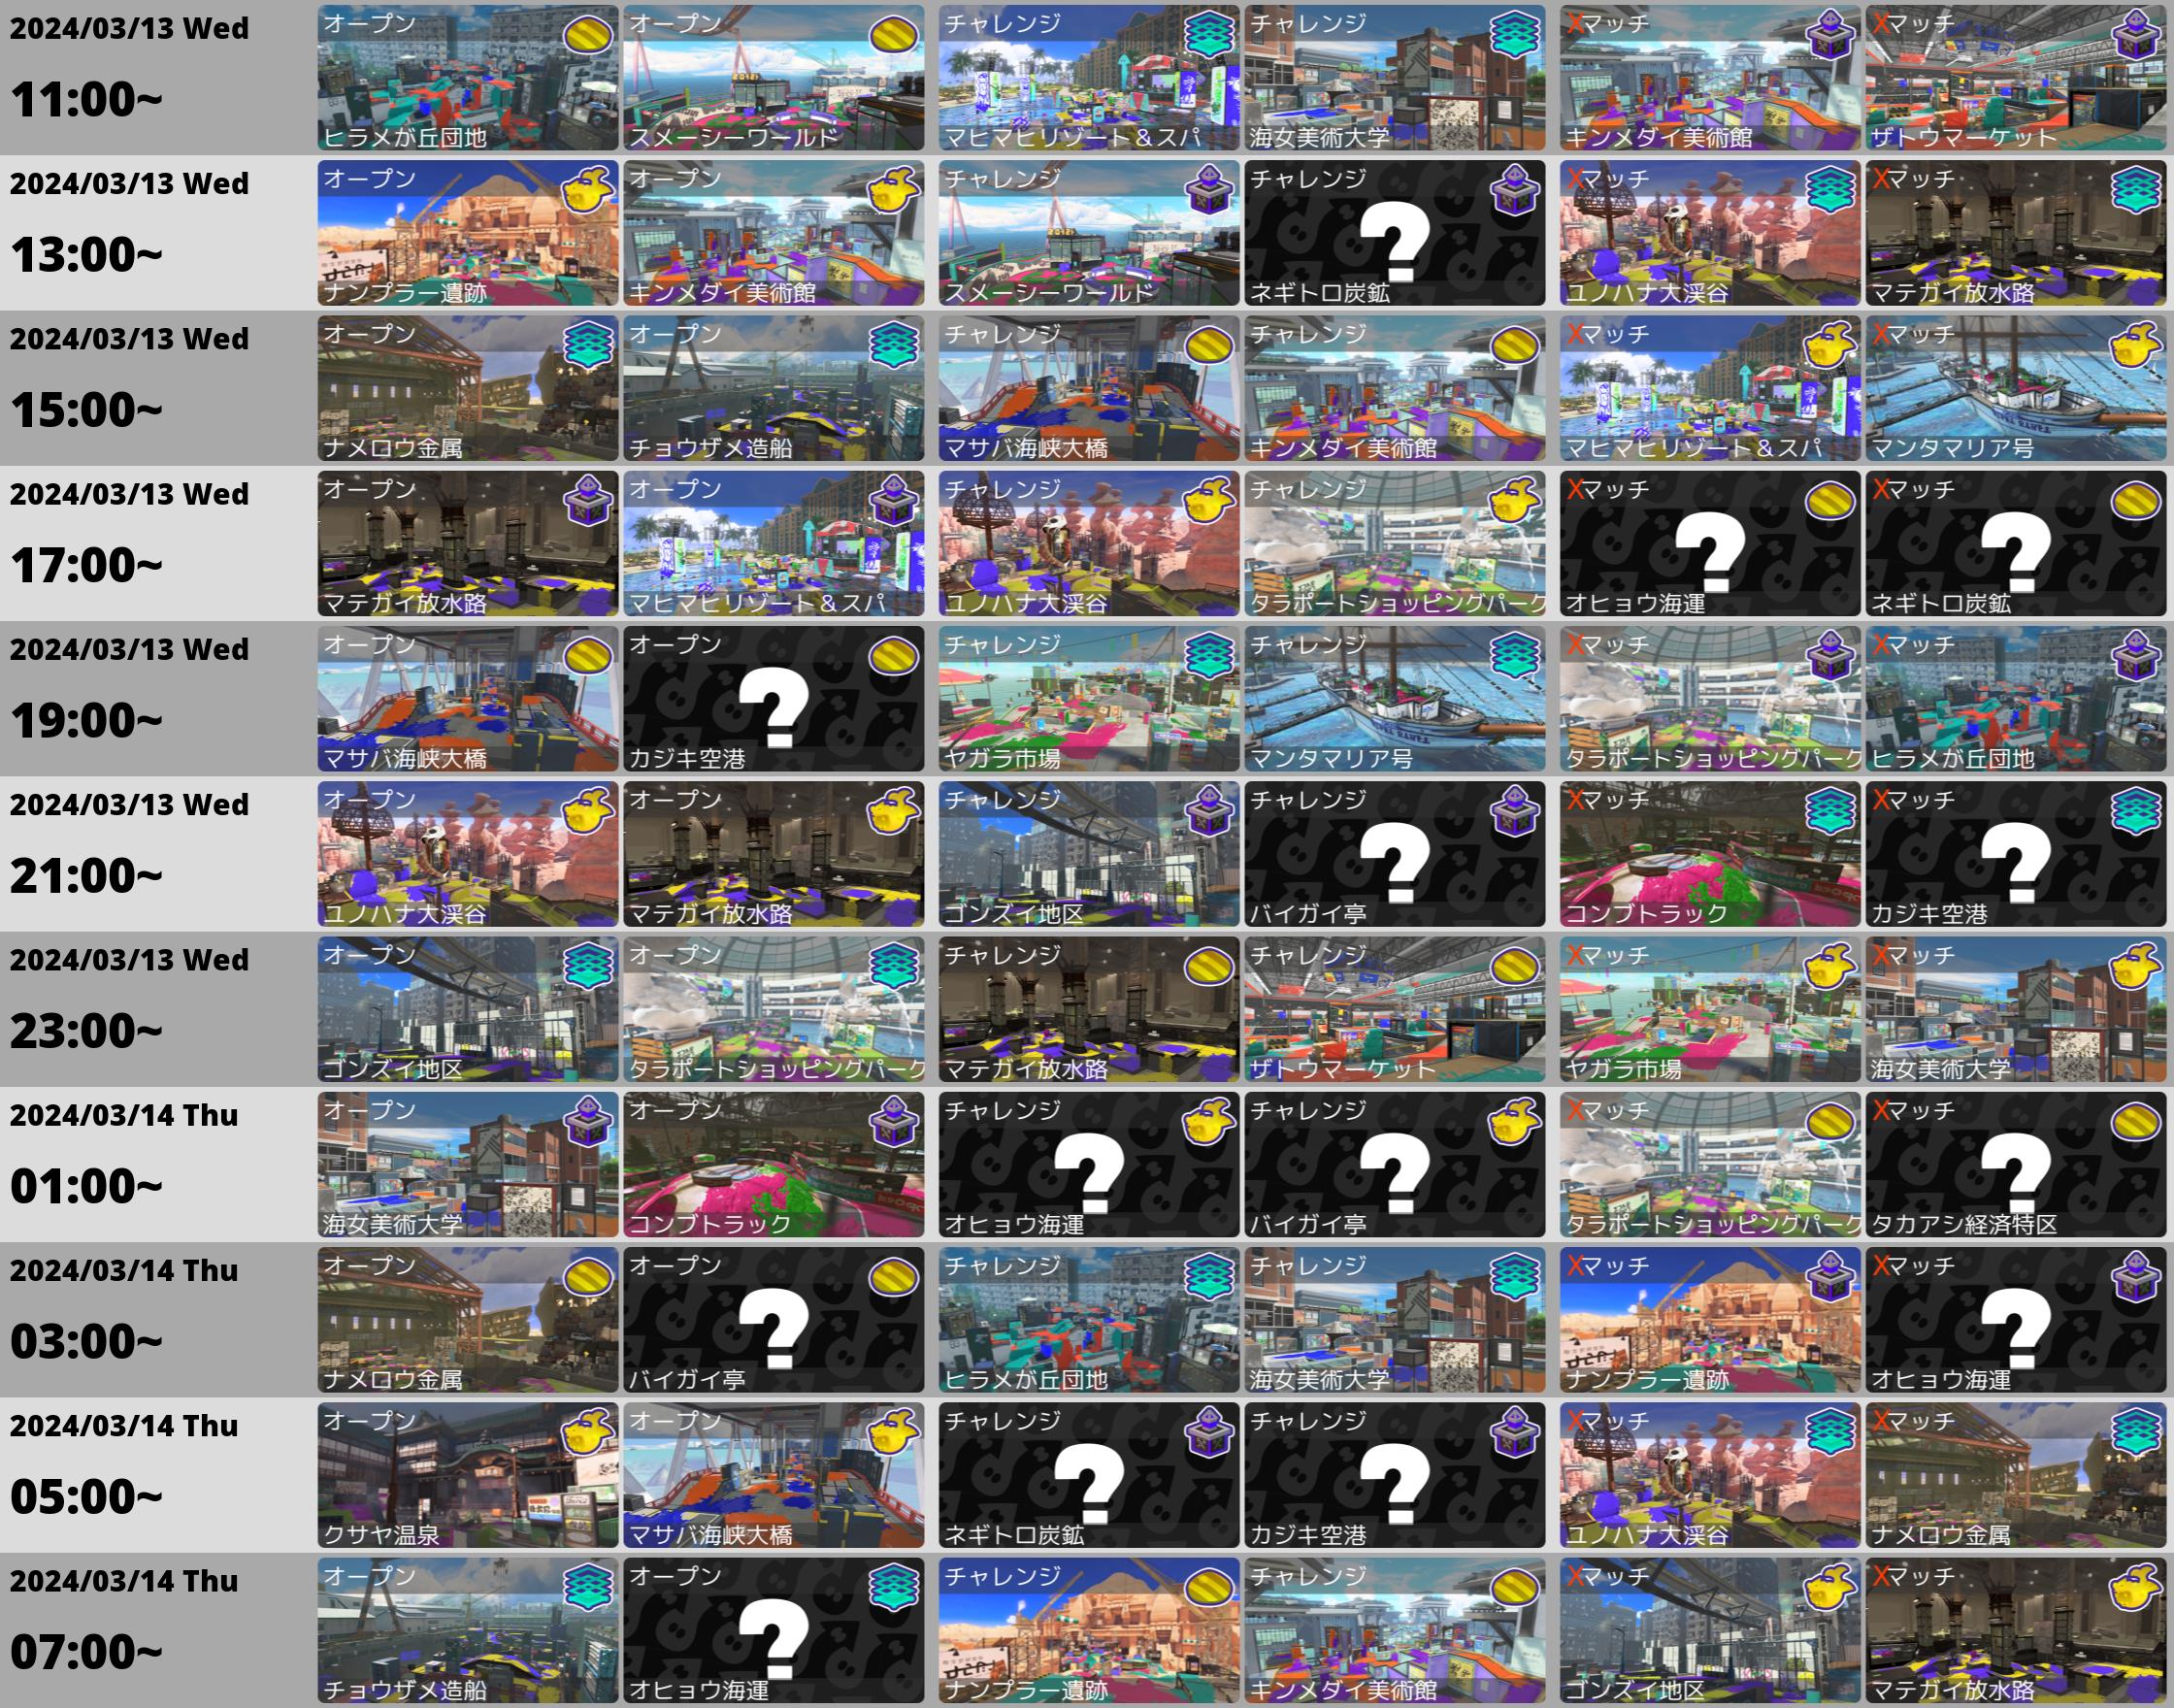 2024/03/13 Wed
11:00~
オープン
ヒラメが丘団地
オープン
スメーシーワールド
チャレンジ
マヒマヒリゾート&スパ
チャレンジ
海女美術大学
Xマッチ
キンメダイ美術館
Xマッチ
ザトウマーケット
2024/03/13 Wed
13:00~
オープン
ナンプラー遺跡
オープン
キンメダイ美術館
チャレンジ
スメーシーワールド
チャレンジ
ネギトロ炭鉱
Xマッチ
ユノハナ大渓谷
Xマッチ
マテガイ放水路
2024/03/13 Wed
15:00~
オープン
ナメロウ金属
オープン
チョウザメ造船
チャレンジ
マサバ海峡大橋
チャレンジ
キンメダイ美術館
Xマッチ
マヒマヒリゾート&スパ
Xマッチ
マンタマリア号
2024/03/13 Wed
17:00~
オープン
マテガイ放水路
オープン
マヒマヒリゾート&スパ
チャレンジ
ユノハナ大渓谷
チャレンジ
タラポートショッピングパーク
Xマッチ
オヒョウ海運
Xマッチ
ネギトロ炭鉱
2024/03/13 Wed
19:00~
オープン
マサバ海峡大橋
オープン
カジキ空港
チャレンジ
ヤガラ市場
チャレンジ
マンタマリア号
Xマッチ
タラポートショッピングパーク
Xマッチ
ヒラメが丘団地
2024/03/13 Wed
21:00~
オープン
ユノハナ大渓谷
オープン
マテガイ放水路
チャレンジ
ゴンズイ地区
チャレンジ
バイガイ亭
Xマッチ
コンブトラック
Xマッチ
カジキ空港
2024/03/13 Wed
23:00~
オープン
ゴンズイ地区
オープン
タラポートショッピングパーク
チャレンジ
マテガイ放水路
チャレンジ
ザトウマーケット
Xマッチ
ヤガラ市場
Xマッチ
海女美術大学
2024/03/14 Thu
01:00~
オープン
海女美術大学
オープン
コンブトラック
チャレンジ
オヒョウ海運
チャレンジ
バイガイ亭
Xマッチ
タラポートショッピングパーク
Xマッチ
タカアシ経済特区
2024/03/14 Thu
03:00~
オープン
ナメロウ金属
オープン
バイガイ亭
チャレンジ
ヒラメが丘団地
チャレンジ
海女美術大学
Xマッチ
ナンプラー遺跡
Xマッチ
オヒョウ海運
2024/03/14 Thu
05:00~
オープン
クサヤ温泉
オープン
マサバ海峡大橋
チャレンジ
ネギトロ炭鉱
チャレンジ
カジキ空港
Xマッチ
ユノハナ大渓谷
Xマッチ
ナメロウ金属
2024/03/14 Thu
07:00~
オープン
チョウザメ造船
オープン
オヒョウ海運
チャレンジ
ナンプラー遺跡
チャレンジ
キンメダイ美術館
Xマッチ
ゴンズイ地区
Xマッチ
マテガイ放水路